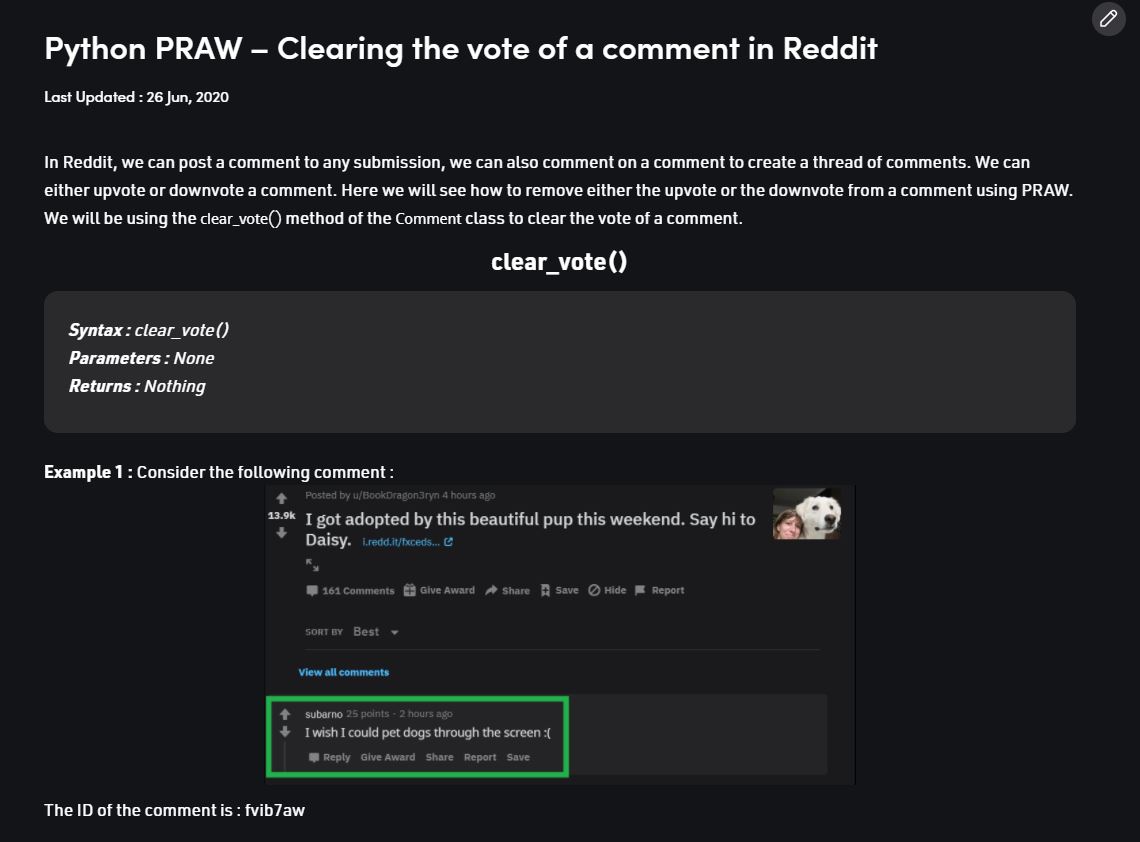 Python PRAW – Clearing the vote of a comment in Reddit
Last Updated : 26 Jun, 2020
In Reddit, we can post a comment to any submission, we can also comment on a comment to create a thread of comments. We can
either upvote or downvote a comment. Here we will see how to remove either the upvote or the downvote from a comment using PRAW.
We will be using the clear_vote() method of the Comment class to clear the vote of a comment.
clear_vote()
Syntax : clear_vote()
Parameters : None
Returns : Nothing
Example 1 : Consider the following comment :
Posted by u/BookDragon3ryn 4 hours ago
13.9k I got adopted by this beautiful pup this weekend. Say hi to
Daisy. i.redd.it/fxceds...
161 Comments Give Award Share Save Hide Report
SORT BY Best
View all comments
subarno 25 points · 2 hours ago
I wish I could pet dogs through the screen :(
Reply Give Award Share Report Save
The ID of the comment is : fvib7aw